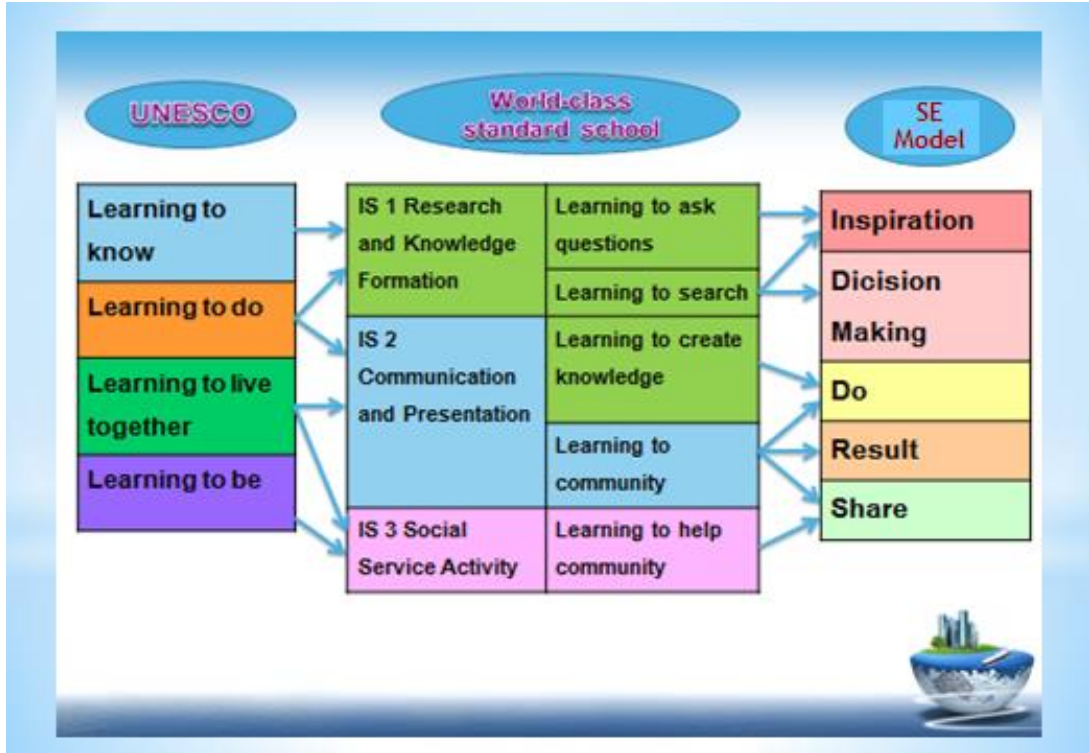 UNESCO
World-class
standard school
SE
Model
Learning to
know
Learning to do
Learning to live
together
Learning to be
IS 1 Research
and Knowledge
Formation
IS 2
Communication
and Presentation
IS 3 Social
Service Activity
Learning to ask
questions
Learning to search
Learning to create
knowledge
Learning to
community
Learning to help
community
Inspiration
Dicision
Making
Do
Result
Share